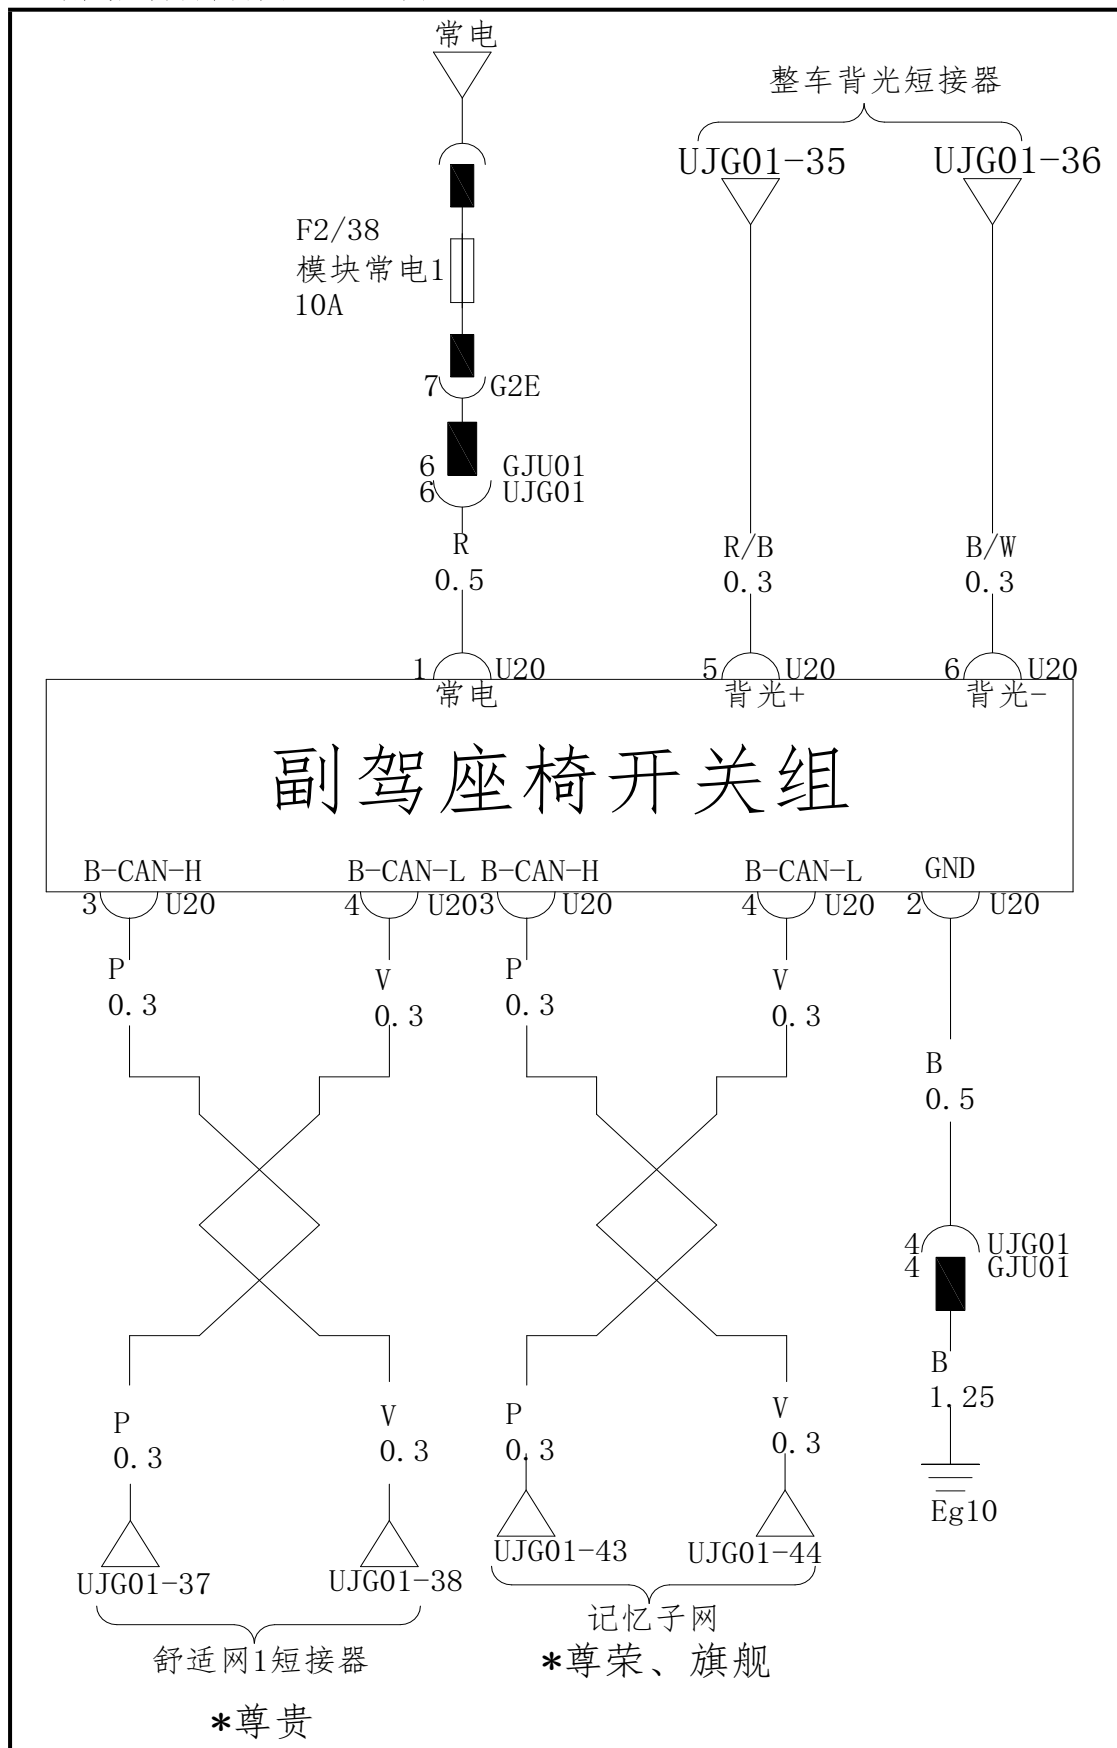 常电
整车背光短接器
UJG01-35
UJG01-36
F2/38
模块常电1
10A
7
G2E
6
GJU01
6
UJG01
R
0.5
R/B
0.3
B/W
0.3
1
U20
5
U20
6
U20
常电
背光+
背光-
副驾座椅开关组
B-CAN-H
B-CAN-L
B-CAN-H
B-CAN-L
GND
3
U20
4
U20
3
U20
4
U20
2
U20
P
0.3
V
0.3
P
0.3
V
0.3
B
0.5
4
UJG01
4
GJU01
B
1.25
Eg10
P
0.3
V
0.3
P
0.3
V
0.3
UJG01-37
UJG01-38
UJG01-43
UJG01-44
舒适网1短接器
*尊贵
记忆子网
*尊荣、旗舰